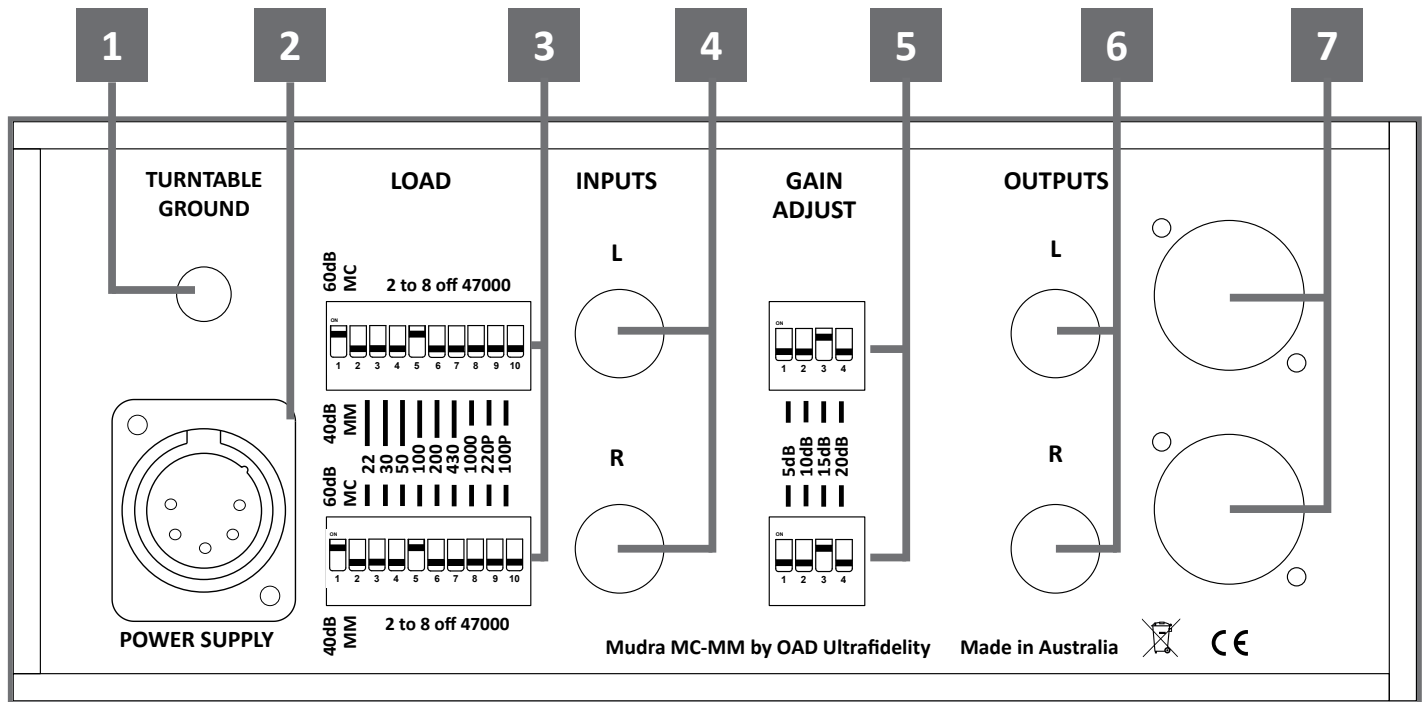 1 2 3 4 5 6 7
TURNTABLE
GROUND
LOAD
INPUTS
GAIN
ADJUST
OUTPUTS
60dB
MC
2 to 8 off 47000
ON
1 2 3 4 5 6 7 8 9 10
40dB
MM
22
30
50
100
200
430
1000
220P
100P
60dB
MC
ON
1 2 3 4 5 6 7 8 9 10
40dB
MM
2 to 8 off 47000
L
R
ON
1 2 3 4
5dB
10dB
15dB
20dB
ON
1 2 3 4
L
R
POWER SUPPLY
Mudra MC-MM by OAD Ultrafidelity Made in Australia CE